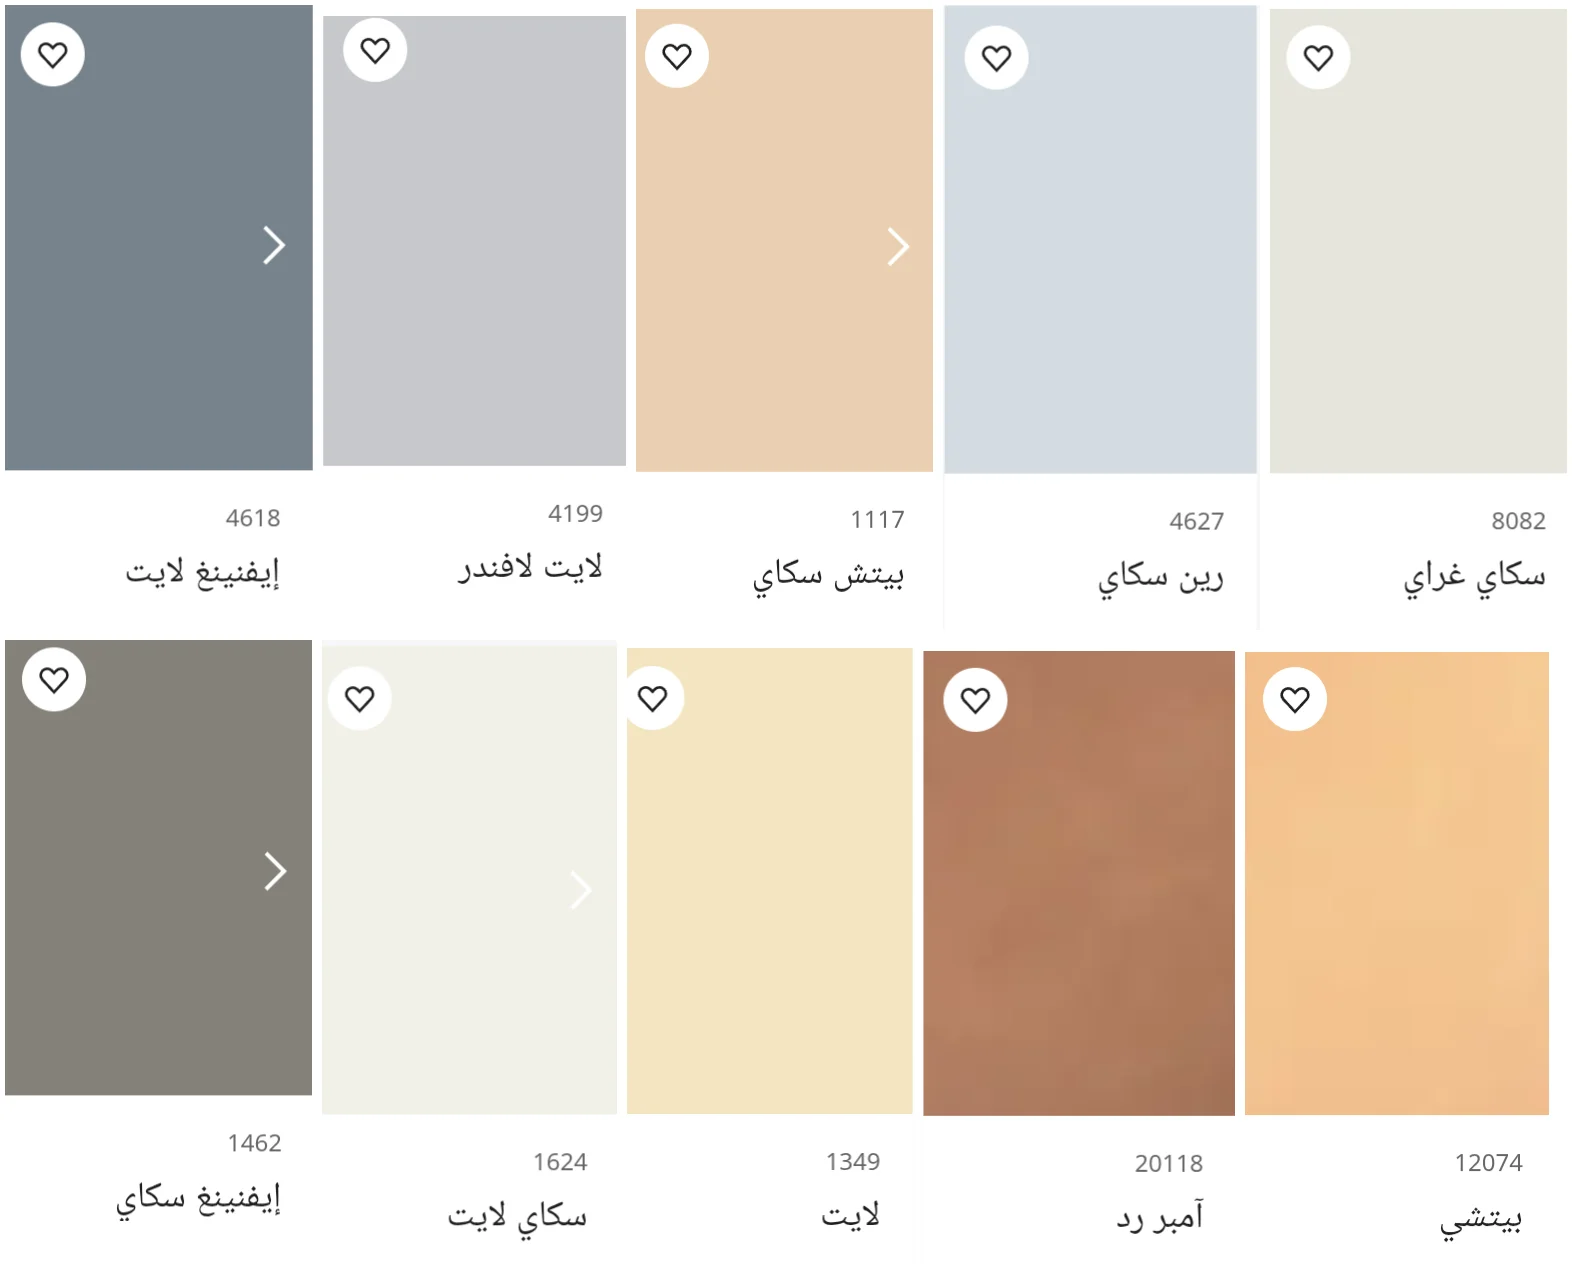 4618
إيفنينغ لايت
4199
لايت لافندر
1117
بيتش سكاي
4627
رين سكاي
8082
سكاي غراي
1462
إيفنينغ سكاي
1624
سكاي لايت
1349
لايت
20118
آمبر رد
12074
بيتشي